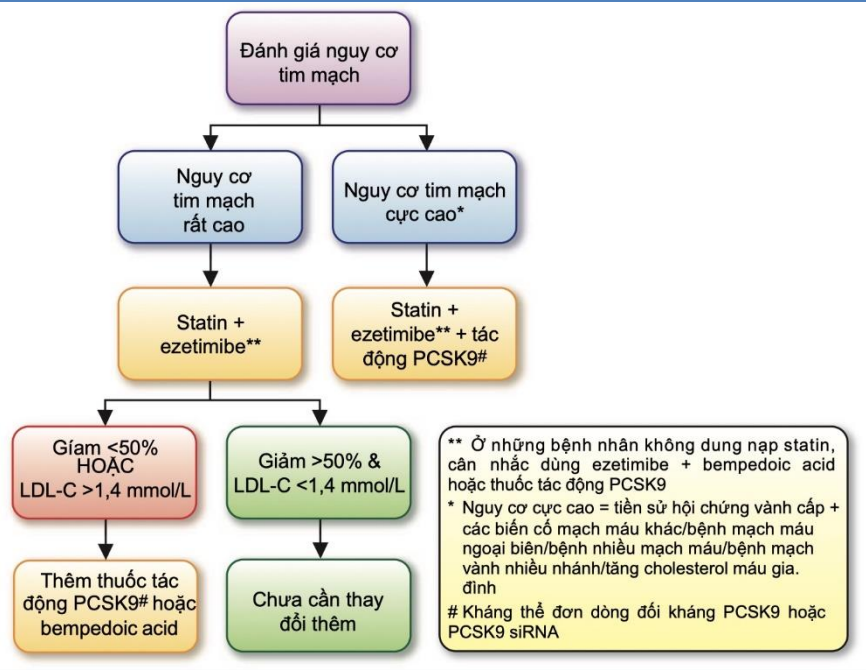 Đánh giá nguy cơ
tim mạch
Nguy cơ
tim mạch
rất cao
Nguy cơ tim mạch
cực cao*
Statin +
ezetimibe**
Statin +
ezetimibe** + tác
động PCSK9#
Gíam <50%
HOẶC
LDL-C >1,4 mmol/L
Giảm >50% &
LDL-C <1,4 mmol/L
Thêm thuốc tác
động PCSK9# hoặc
bempedoic acid
Chưa cần thay
đổi thêm
** Ở những bệnh nhân không dung nạp statin,
cân nhắc dùng ezetimibe + bempedoic acid
hoặc thuốc tác động PCSK9
* Nguy cơ cực cao = tiền sử hội chứng vành cấp +
các biến cố mạch máu khác/bệnh mạch máu
ngoại biên/bệnh nhiều mạch máu/bệnh mạch
vành nhiều nhánh/tăng cholesterol máu gia.
đình
# Kháng thể đơn dòng đối kháng PCSK9 hoặc
PCSK9 siRNA